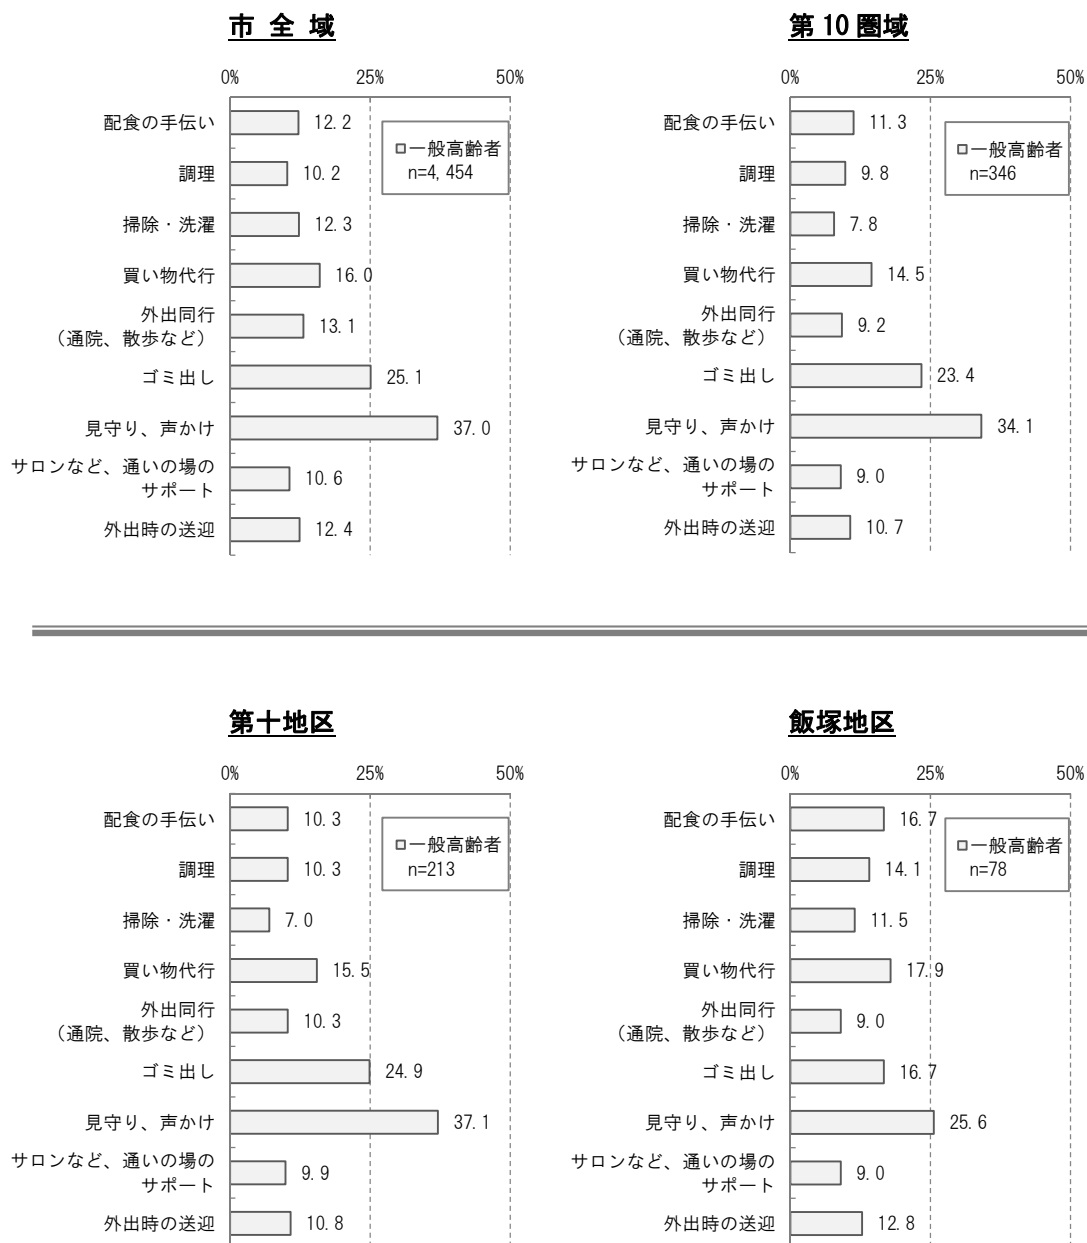 市 全 域
0% 25% 50%
配食の手伝い 12.2
調理 10.2
掃除・洗濯 12.3
買い物代行 16.0
外出同行
（通院、散歩など） 13.1
ゴミ出し 25.1
見守り、声かけ 37.0
サロンなど、通いの場の
サポート 10.6
外出時の送迎 12.4
一般高齢者
n=4,454
第10圏域
0% 25% 50%
配食の手伝い 11.3
調理 9.8
掃除・洗濯 7.8
買い物代行 14.5
外出同行
（通院、散歩など） 9.2
ゴミ出し 23.4
見守り、声かけ 34.1
サロンなど、通いの場の
サポート 9.0
外出時の送迎 10.7
一般高齢者
n=346
第十地区
0% 25% 50%
配食の手伝い 10.3
調理 10.3
掃除・洗濯 7.0
買い物代行 15.5
外出同行
（通院、散歩など） 10.3
ゴミ出し 24.9
見守り、声かけ 37.1
サロンなど、通いの場の
サポート 9.9
外出時の送迎 10.8
一般高齢者
n=213
飯塚地区
0% 25% 50%
配食の手伝い 16.7
調理 14.1
掃除・洗濯 11.5
買い物代行 17.9
外出同行
（通院、散歩など） 9.0
ゴミ出し 16.7
見守り、声かけ 25.6
サロンなど、通いの場の
サポート 9.0
外出時の送迎 12.8
一般高齢者
n=78